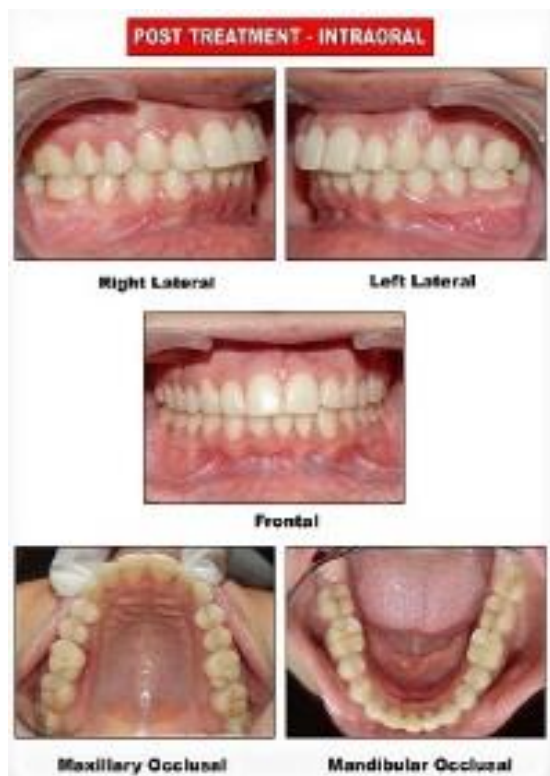 POST TREATMENT - INTRAORAL
Right Lateral
Left Lateral
Frontal
Maxillary Occlusal
Mandibular Occlusal